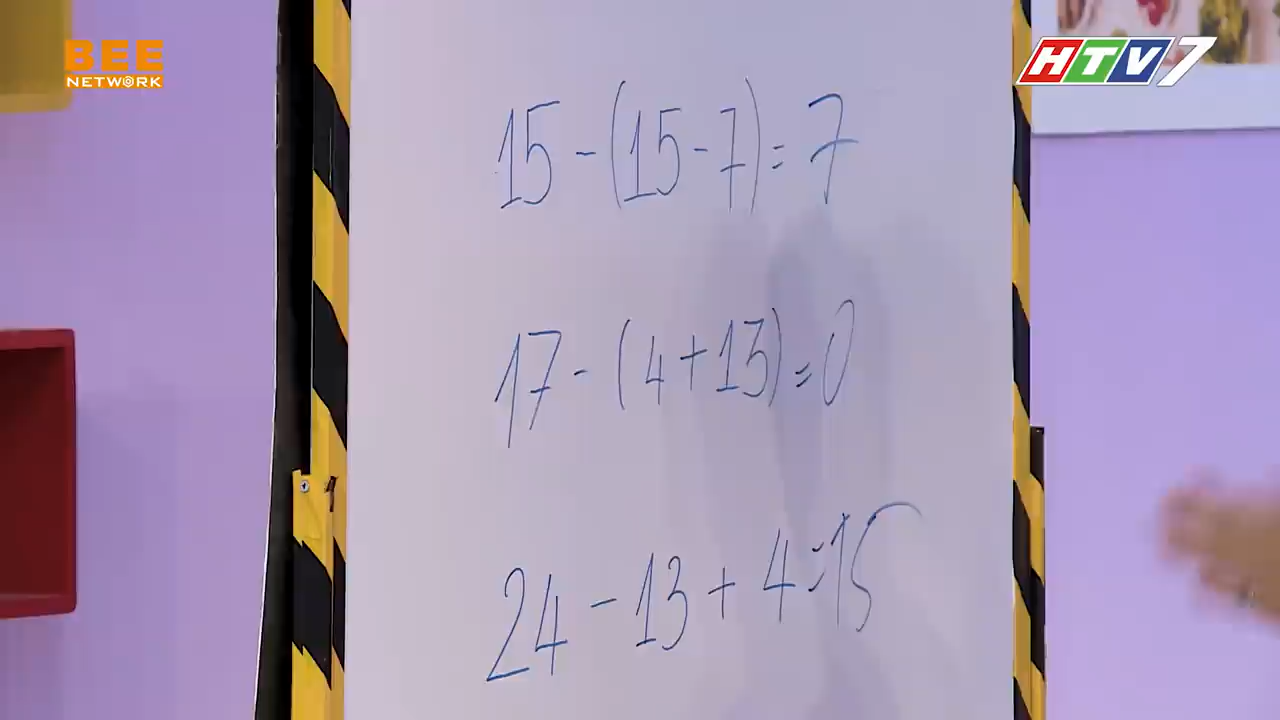 BEE
NETWORK
HTV7
15 - (15 - 7) = 7
17 - (4 + 13) = 0
24 - 13 + 4 = 15